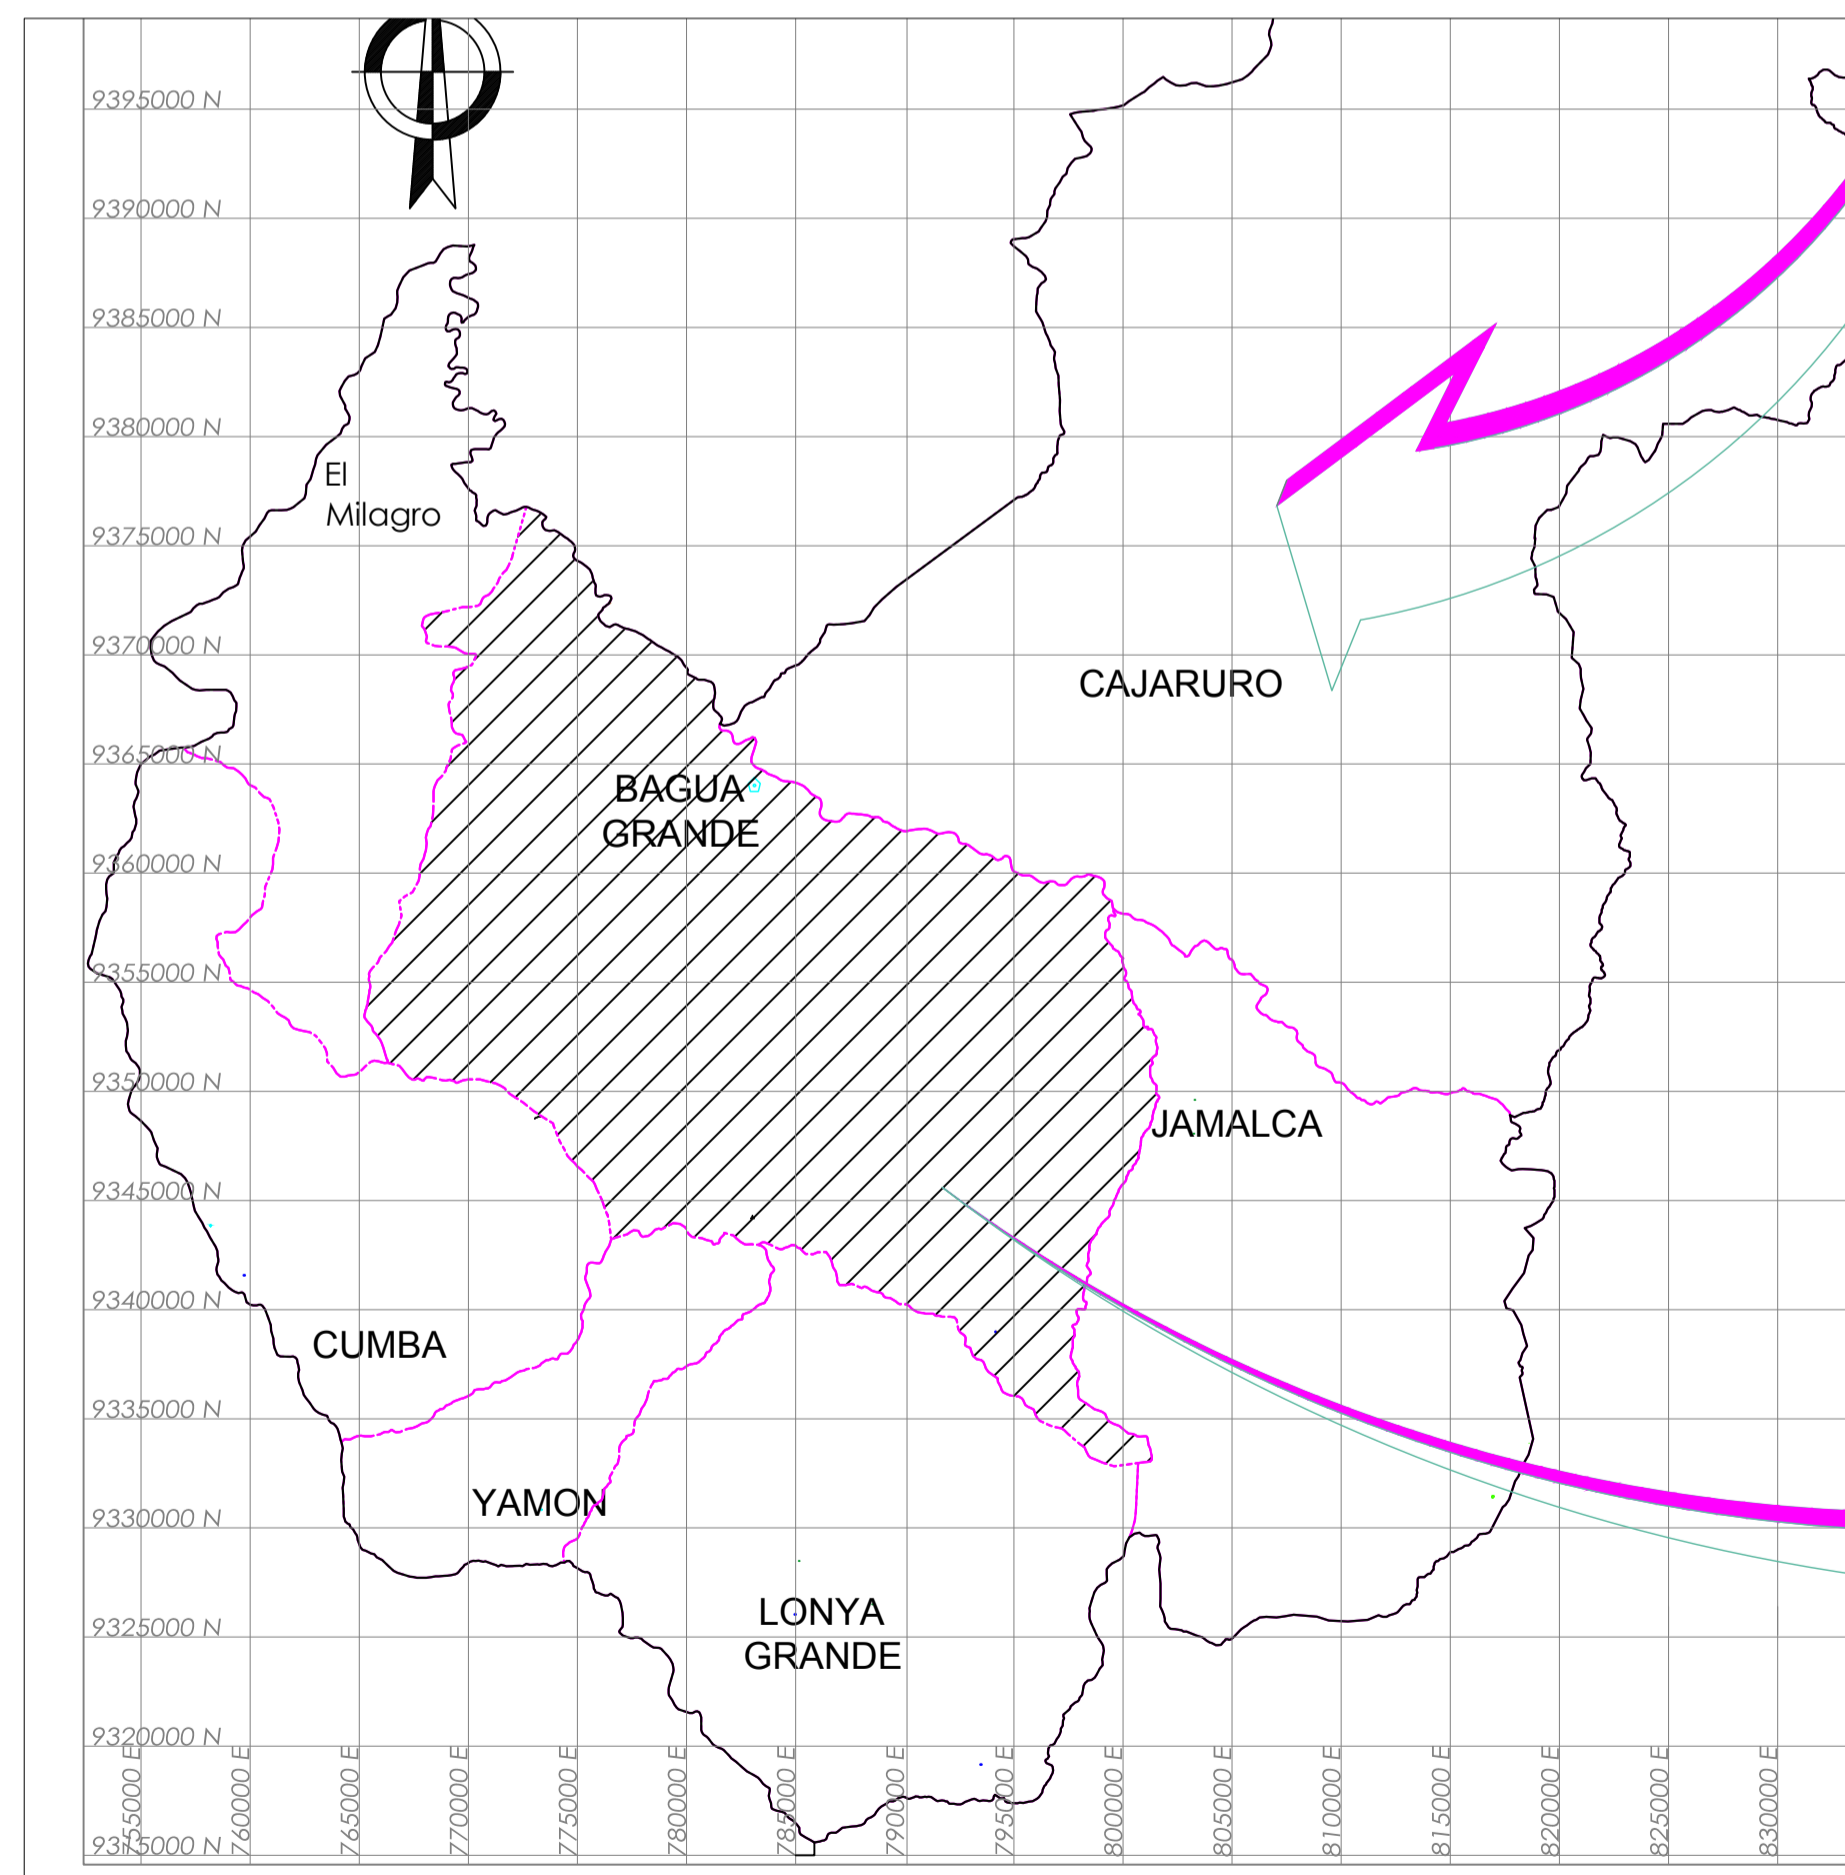 9395000 N
9390000 N
9385000 N
9380000 N
El
Milagro
9375000 N
9370000 N
CAJARURO
9365000 N
BAGUA
GRANDE
9360000 N
9355000 N
9350000 N
JAMALCA
9345000 N
9340000 N
CUMBA
9335000 N
YAMON
9330000 N
LONYA
GRANDE
9325000 N
9320000 N
9315000 N
755000 E
760000 E
765000 E
770000 E
775000 E
780000 E
785000 E
790000 E
795000 E
800000 E
805000 E
810000 E
815000 E
820000 E
825000 E
830000 E